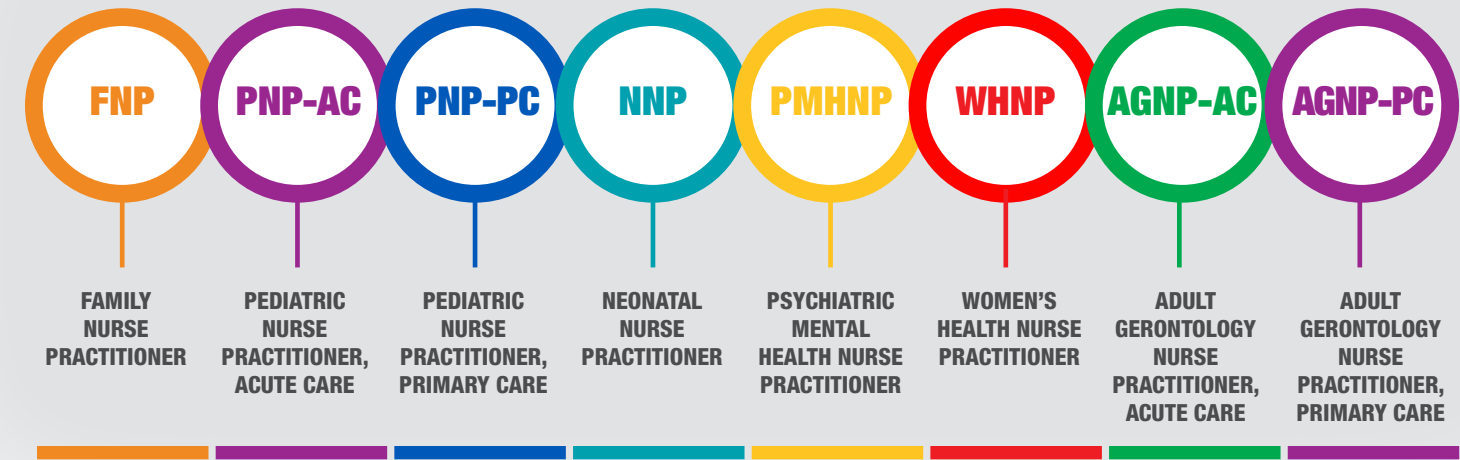 FNP
PNP-AC
PNP-PC
NNP
PMHNP
WHNP
AGNP-AC
AGNP-PC
FAMILY
NURSE
PRACTITIONER
PEDIATRIC
NURSE
PRACTITIONER,
ACUTE CARE
PEDIATRIC
NURSE
PRACTITIONER,
PRIMARY CARE
NEONATAL
NURSE
PRACTITIONER
PSYCHIATRIC
MENTAL
HEALTH NURSE
PRACTITIONER
WOMEN'S
HEALTH NURSE
PRACTITIONER
ADULT
GERONTOLOGY
NURSE
PRACTITIONER,
ACUTE CARE
ADULT
GERONTOLOGY
NURSE
PRACTITIONER,
PRIMARY CARE